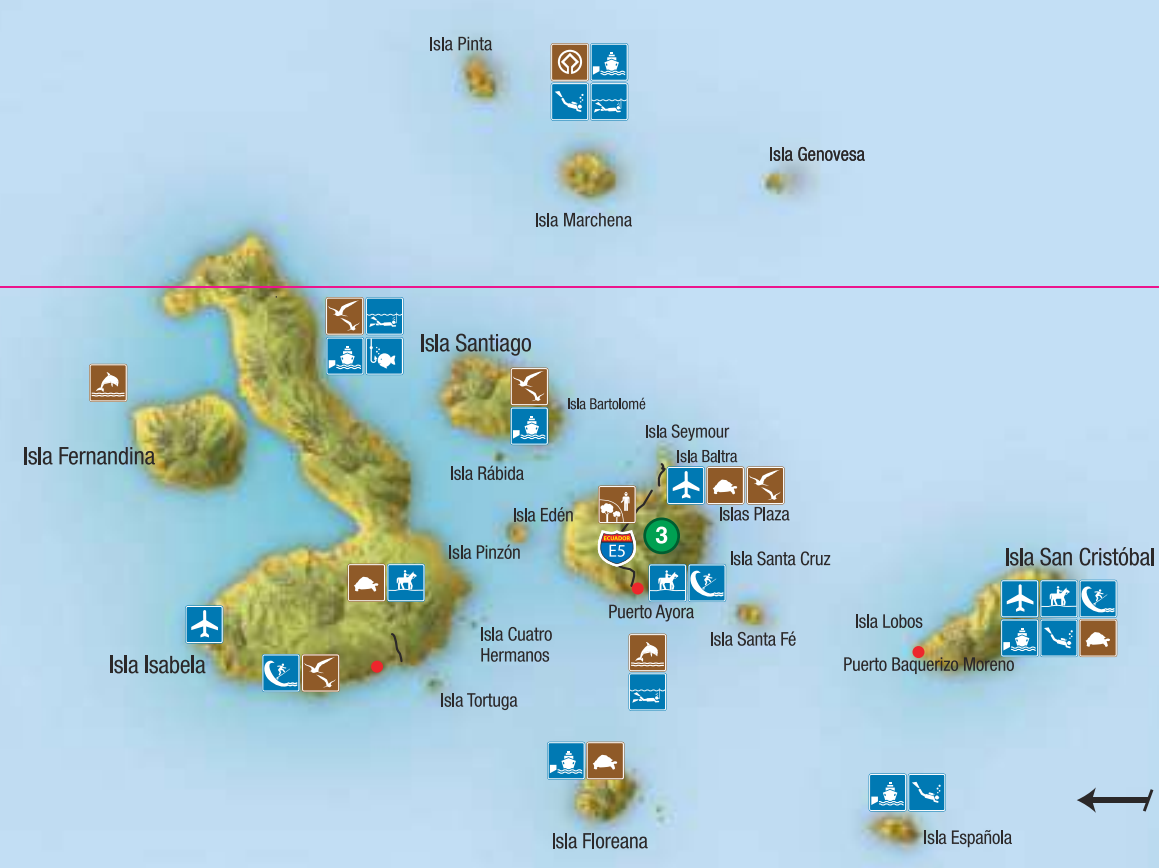 Isla Pinta
Isla Genovesa
Isla Marchena
Isla Santiago
Isla Bartolomé
Isla Seymour
Isla Fernandina
Isla Baltra
Isla Rábida
Isla Edén
Islas Plaza
ECUADOR
E5
3
Isla Pinzón
Isla Santa Cruz
Isla San Cristóbal
Puerto Ayora
Isla Lobos
Isla Cuatro
Hermanos
Isla Santa Fé
Isla Isabela
Puerto Baquerizo Moreno
Isla Tortuga
Isla Floreana
Isla Española